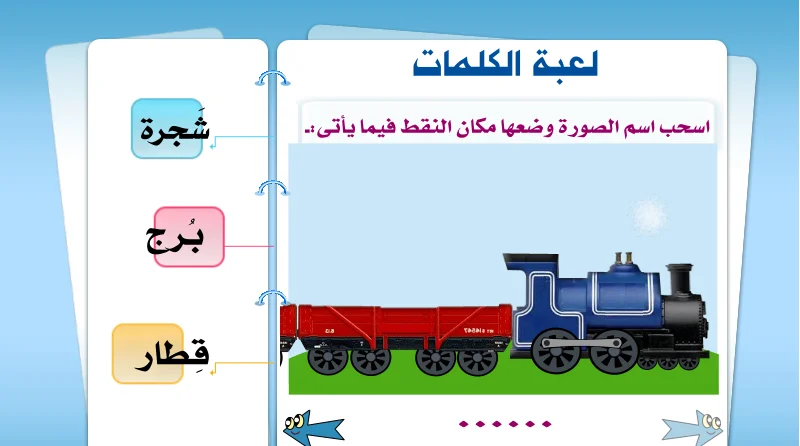 لعبة الكلمات
اسحب اسم الصورة وضعها مكان النقط فيما يأتى :ـ
شَجرة
بُرج
قِطار